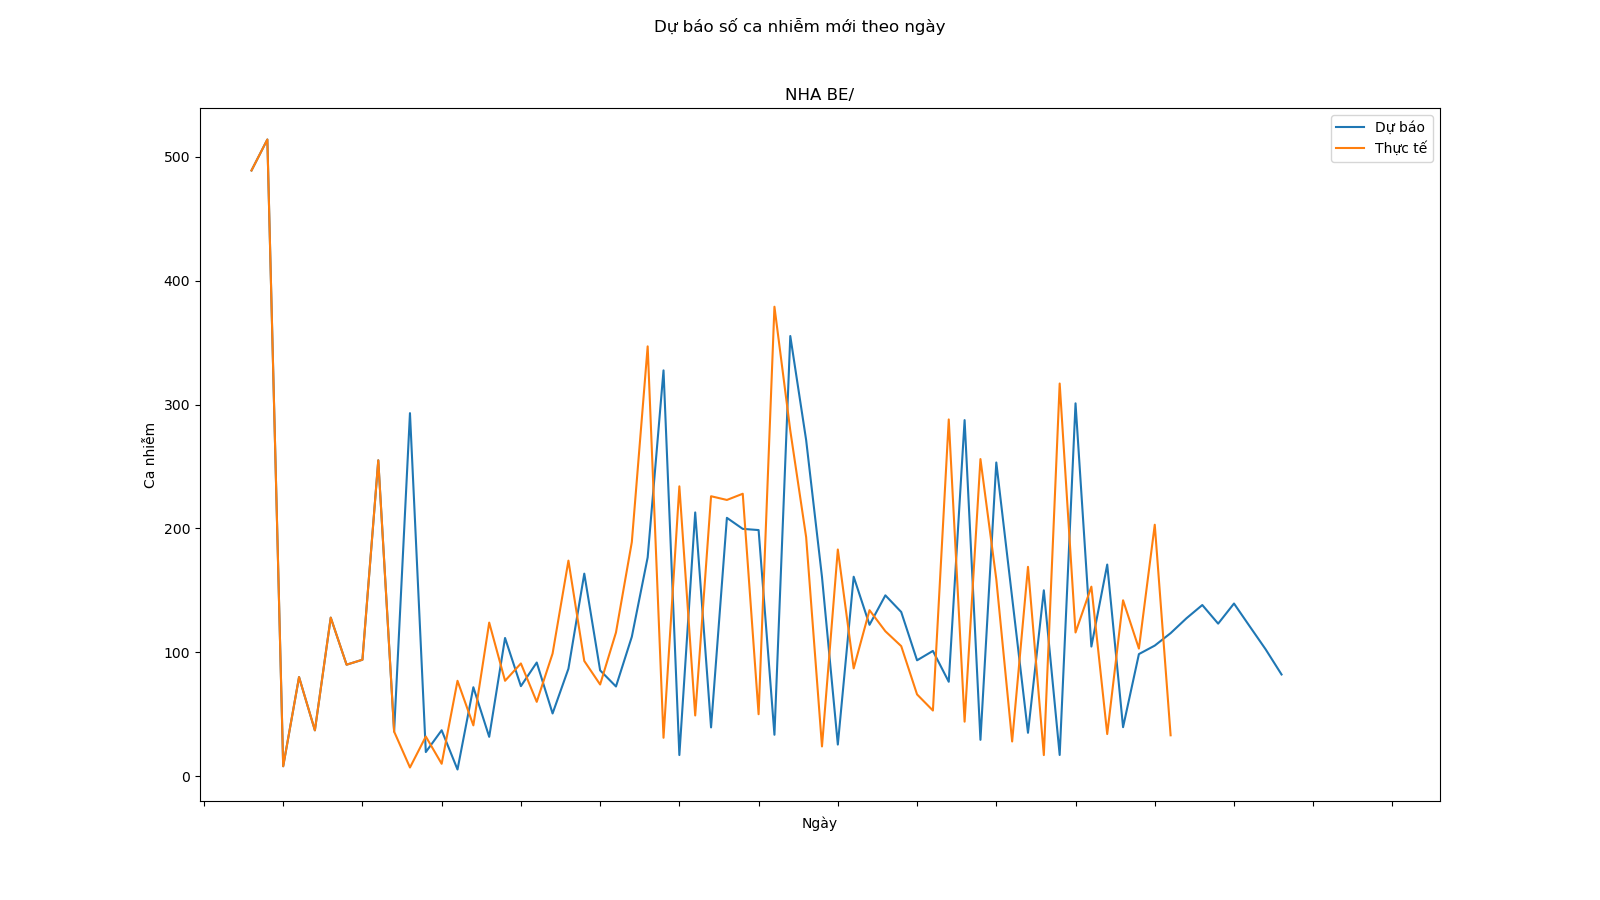 Dự báo số ca nhiễm mới theo ngày
NHA BE/
Dự báo
Thực tế
500
400
300
200
100
0
Ca nhiễm
Ngày